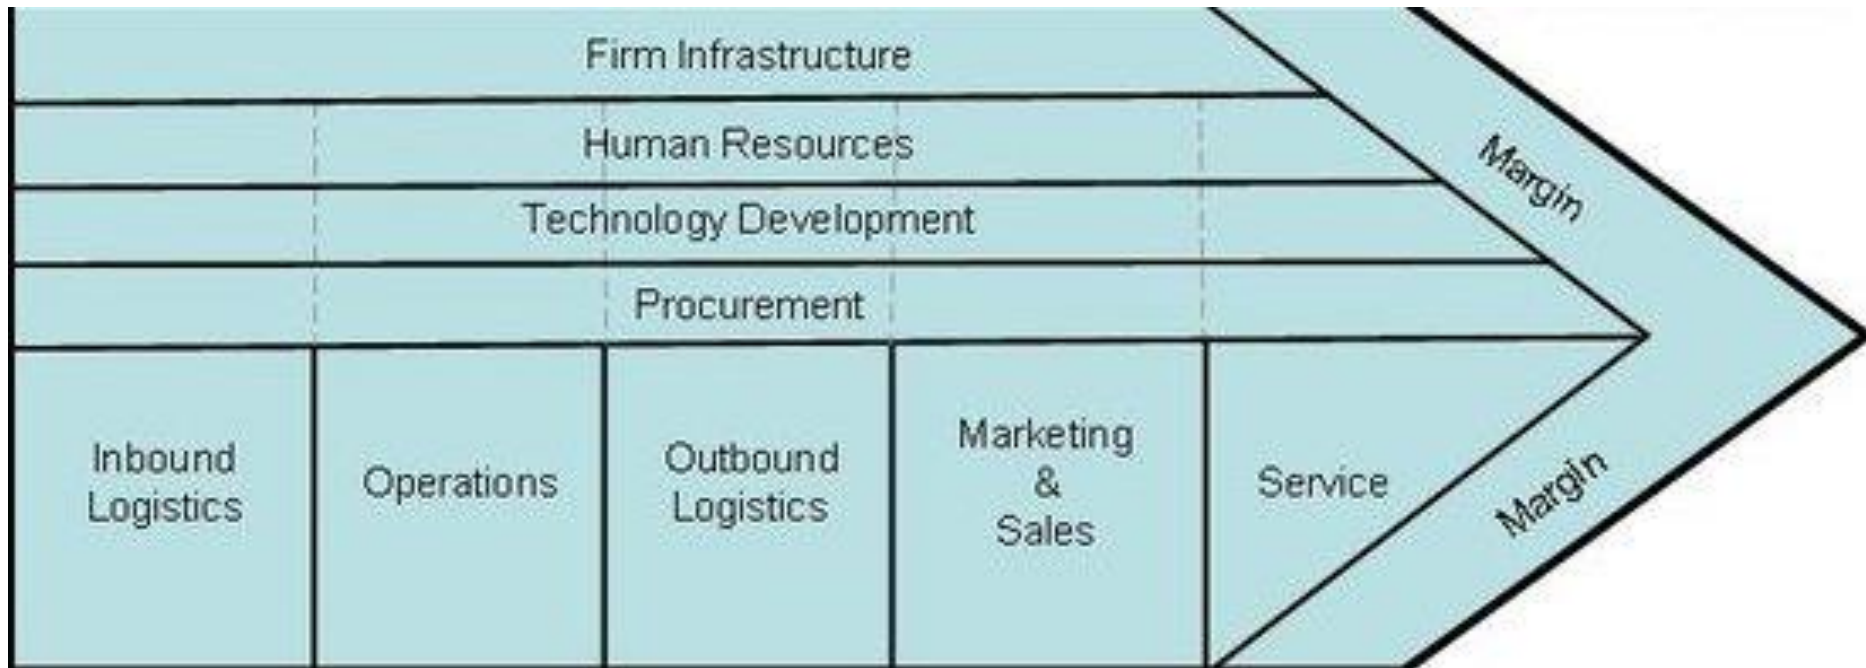 Firm Infrastructure
Human Resources
Technology Development
Procurement
Margin
Inbound
Logistics
Operations
Outbound
Logistics
Marketing
&
Sales
Service
Margin